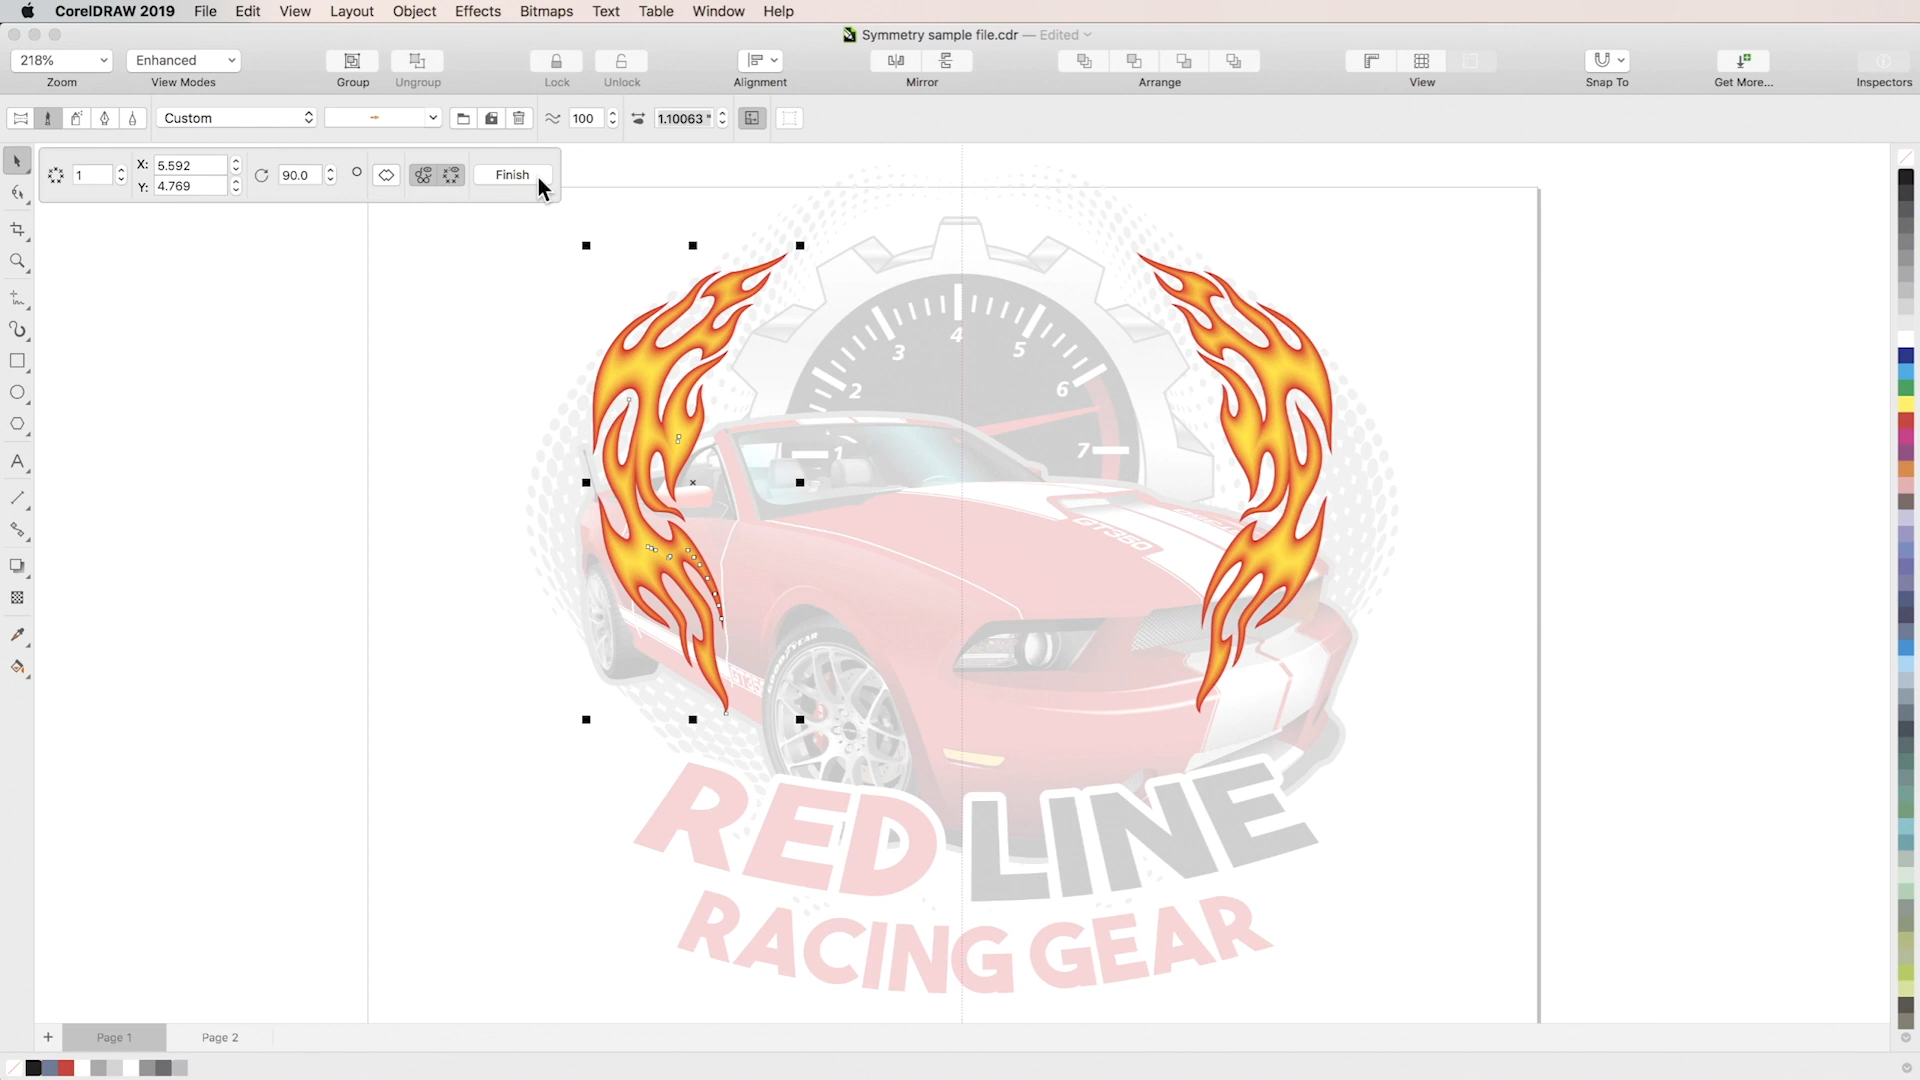 CorelDRAW 2019 File Edit View Layout Object Effects Bitmaps Text Table Window Help
Symmetry sample file.cdr — Edited
218% Enhanced
Zoom View Modes Group Ungroup Lock Unlock Alignment Mirror Arrange View Snap To Get More... Inspectors
Custom 100 1.10063 "
1 X: 5.592 90.0 Finish
Y: 4.769
1 2 3 4 5 6 7
GT350
GOODYEAR
RED LINE
RACING GEAR
Page 1 Page 2